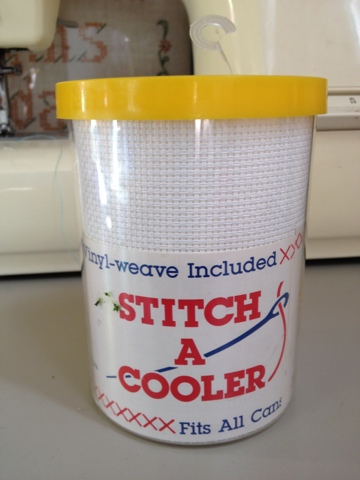 Vinyl-weave Included
STITCH
A
COOLER
Fits All Cans